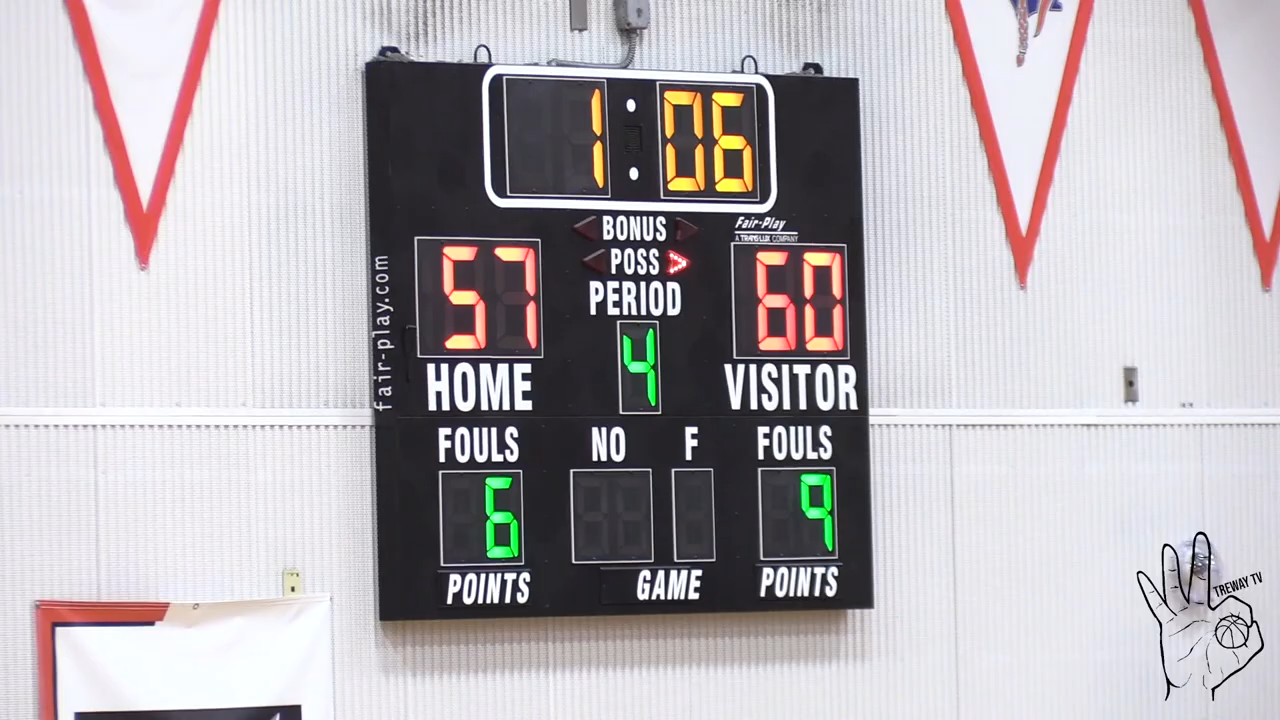 1:06
BONUS
Fair-Play
A TRANS-LUX COMPANY
POSS
57
PERIOD
60
4
HOME
VISITOR
fair-play.com
FOULS
NO
F
FOULS
6
9
POINTS
GAME
POINTS
TREWAY TV